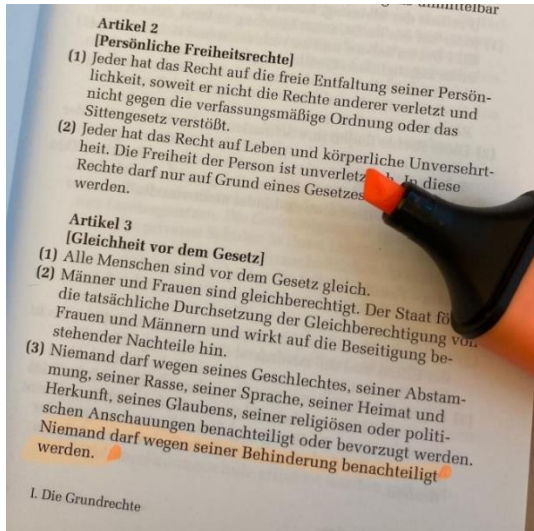 unmittelbar
Artikel 2
[Persönliche Freiheitsrechte]
(1) Jeder hat das Recht auf die freie Entfaltung seiner Persön-
lichkeit, soweit er nicht die Rechte anderer verletzt und
nicht gegen die verfassungsmäßige Ordnung oder das
Sittengesetz verstößt.
(2) Jeder hat das Recht auf Leben und körperliche Unversehrt-
heit. Die Freiheit der Person ist In diese
Rechte darf nur auf Grund eines Gesetzes
werden.
Artikel 3
[Gleichheit vor dem Gesetz]
(1) Alle Menschen sind vor dem Gesetz gleich.
(2) Männer und Frauen sind gleichberechtigt. Der Staat
die tatsächliche Durchsetzung der Gleichberechtigung von
Frauen und Männern und wirkt auf die Beseitigung be-
stehender Nachteile hin.
(3) Niemand darf wegen seines Geschlechtes, seiner Abstam-
mung, seiner Rasse, seiner Sprache, seiner Heimat und
Herkunft, seines Glaubens, seiner religiösen oder politi-
schen Anschauungen benachteiligt oder bevorzugt werden.
Niemand darf wegen seiner Behinderung benachteiligt
werden.
I. Die Grundrechte